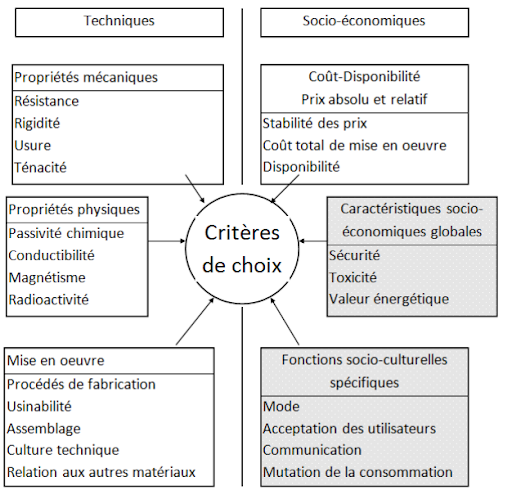 Techniques
Socio-économiques
Propriétés mécaniques
Résistance
Rigidité
Usure
Ténacité
Coût-Disponibilité
Prix absolu et relatif
Stabilité des prix
Coût total de mise en oeuvre
Disponibilité
Propriétés physiques
Passivité chimique
Conductibilité
Magnétisme
Radioactivité
Critères
de choix
Caractéristiques socio-
économiques globales
Sécurité
Toxicité
Valeur énergétique
Mise en oeuvre
Procédés de fabrication
Usinabilité
Assemblage
Culture technique
Relation aux autres matériaux
Fonctions socio-culturelles
spécifiques
Mode
Acceptation des utilisateurs
Communication
Mutation de la consommation